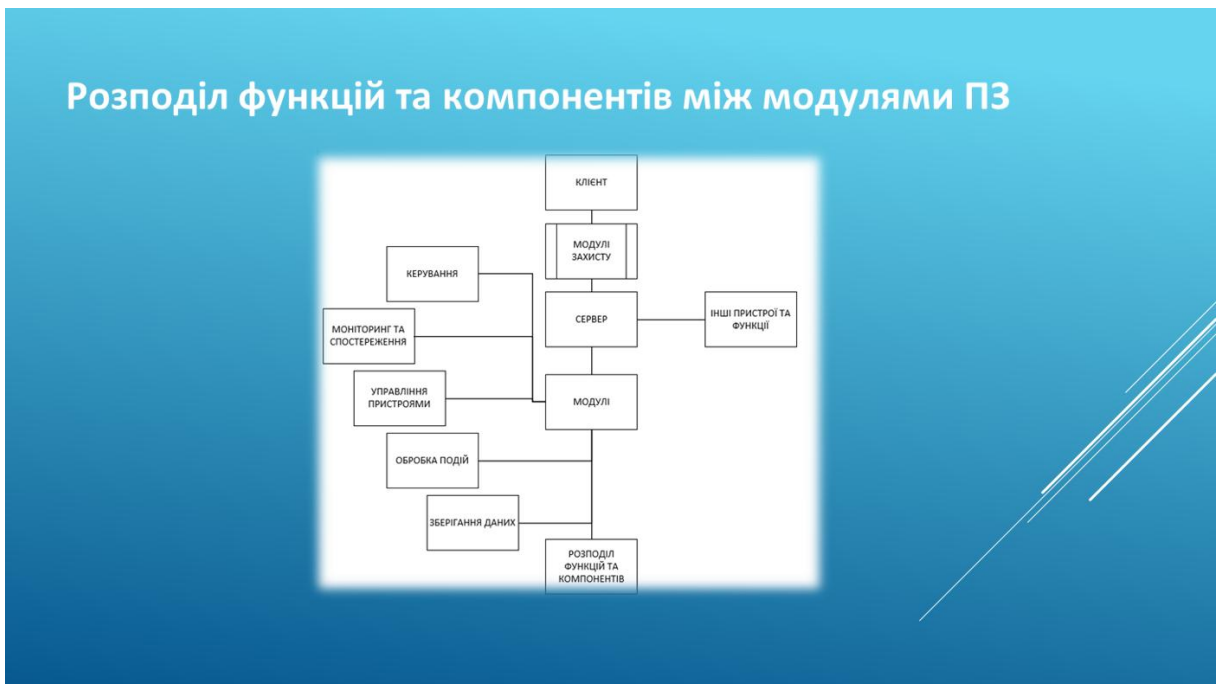 Розподіл функцій та компонентів між модулями ПЗ
КЛІЄНТ
МОДУЛІ
ЗАХИСТУ
КЕРУВАННЯ
СЕРВЕР
ІНШІ ПРИСТРОЇ ТА
ФУНКЦІЇ
МОНІТОРИНГ ТА
СПОСТЕРЕЖЕННЯ
УПРАВЛІННЯ
ПРИСТРОЯМИ
МОДУЛІ
ОБРОБКА ПОДІЙ
ЗБЕРІГАННЯ ДАНИХ
РОЗПОДІЛ
ФУНКЦІЙ ТА
КОМПОНЕНТІВ